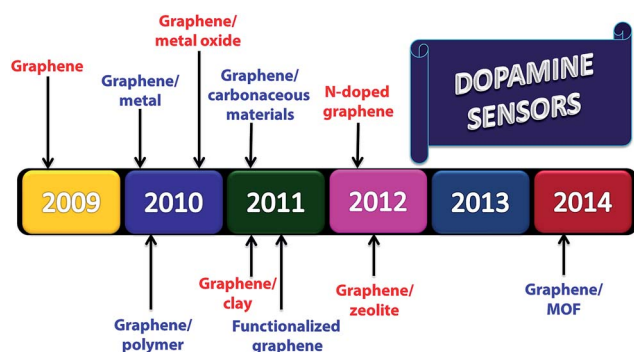 Graphene
Graphene/
metal
Graphene/
metal oxide
Graphene/
carbonaceous
materials
N-doped
graphene
DOPAMINE
SENSORS
2009
2010
2011
2012
2013
2014
Graphene/
polymer
Graphene/
clay
Functionalized
graphene
Graphene/
zeolite
Graphene/
MOF